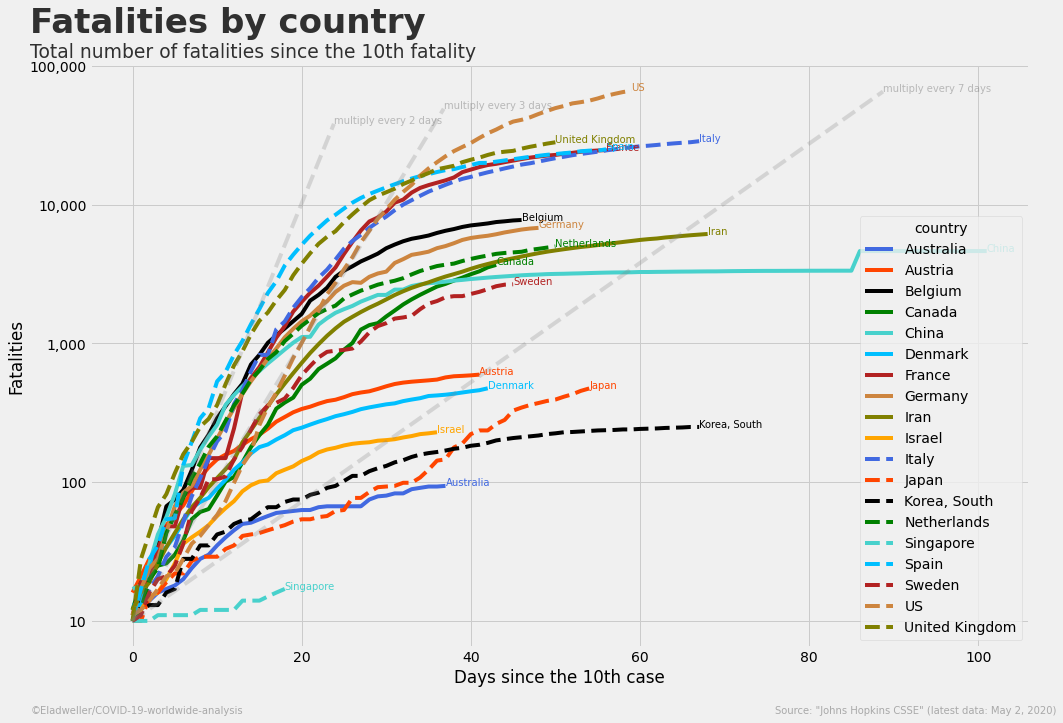 Fatalities by country
Total number of fatalities since the 10th fatality
100,000
10,000
1,000
100
10
Fatalities
0
20
40
60
80
100
Days since the 10th case
multiply every 2 days
multiply every 3 days
multiply every 7 days
US
United Kingdom
Italy
Spain
France
Belgium
Germany
Iran
Netherlands
China
Canada
Sweden
Austria
Denmark
Japan
Korea, South
Israel
Australia
Singapore
country
Australia
Austria
Belgium
Canada
China
Denmark
France
Germany
Iran
Israel
Italy
Japan
Korea, South
Netherlands
Singapore
Spain
Sweden
US
United Kingdom
©Eladweller/COVID-19-worldwide-analysis
Source: "Johns Hopkins CSSE" (latest data: May 2, 2020)